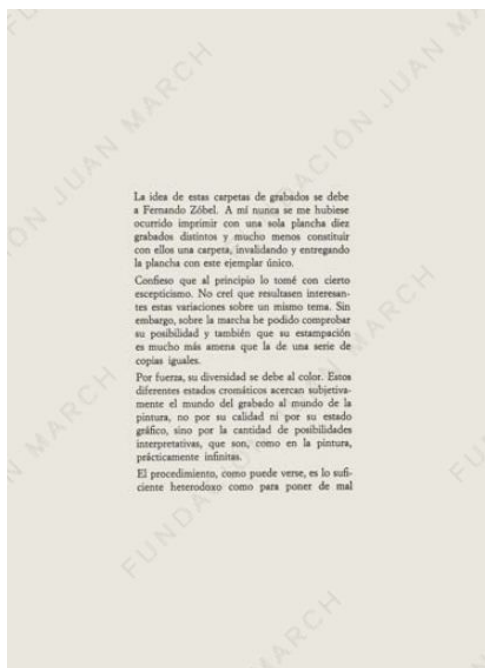 La idea de estas carpetas de grabados se debe
a Fernando Zóbel. A mí nunca se me hubiese
ocurrido imprimir con una sola plancha diez
grabados distintos y mucho menos constituir
con ellos una carpeta, invalidando y entregando
la plancha con este ejemplar único.
Confieso que al principio lo tomé con cierto
escepticismo. No creí que resultasen interesan-
tes estas variaciones sobre un mismo tema. Sin
embargo, sobre la marcha he podido comprobar
su posibilidad y también que su estampación
es mucho más amena que la de una serie de
copias iguales.
Por fuerza, su diversidad se debe al color. Estos
diferentes estados cromáticos acercan subjetiva-
mente el mundo del grabado al mundo de la
pintura, no por su calidad ni por su estado
gráfico, sino por la cantidad de posibilidades
interpretativas, que son, como en la pintura,
prácticamente infinitas.
El procedimiento, como puede verse, es lo sufi-
ciente heterodoxo como para poner de mal
FUNDACIÓN JUAN MARCH